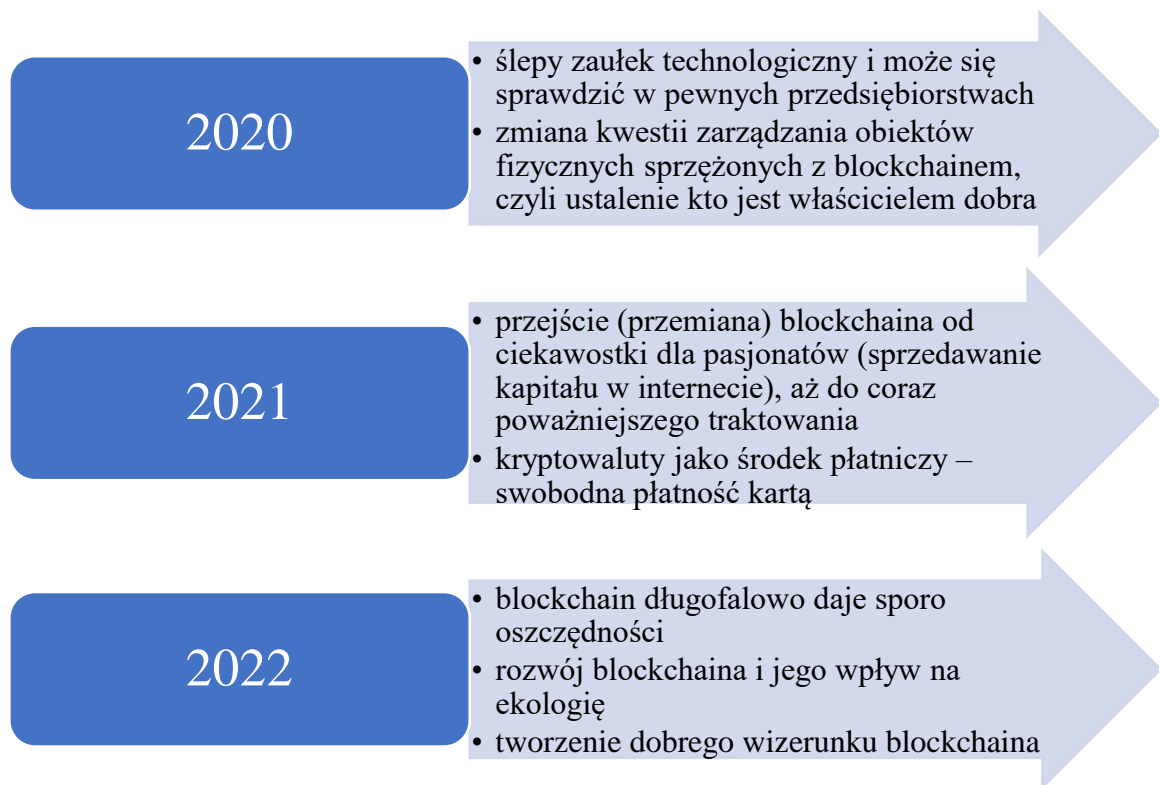 2020
• ślepy zaułek technologiczny i może się
sprawdzić w pewnych przedsiębiorstwach
• zmiana kwestii zarządzania obiektów
fizycznych sprzężonych z blockchainem,
czyli ustalenie kto jest właścicielem dobra
2021
• przejście (przemiana) blockchaina od
ciekawostki dla pasjonatów (sprzedawanie
kapitału w internecie), aż do coraz
poważniejszego traktowania
• kryptowaluty jako środek płatniczy –
swobodna płatność kartą
2022
• blockchain długofalowo daje sporo
oszczędności
• rozwój blockchaina i jego wpływ na
ekologię
• tworzenie dobrego wizerunku blockchaina